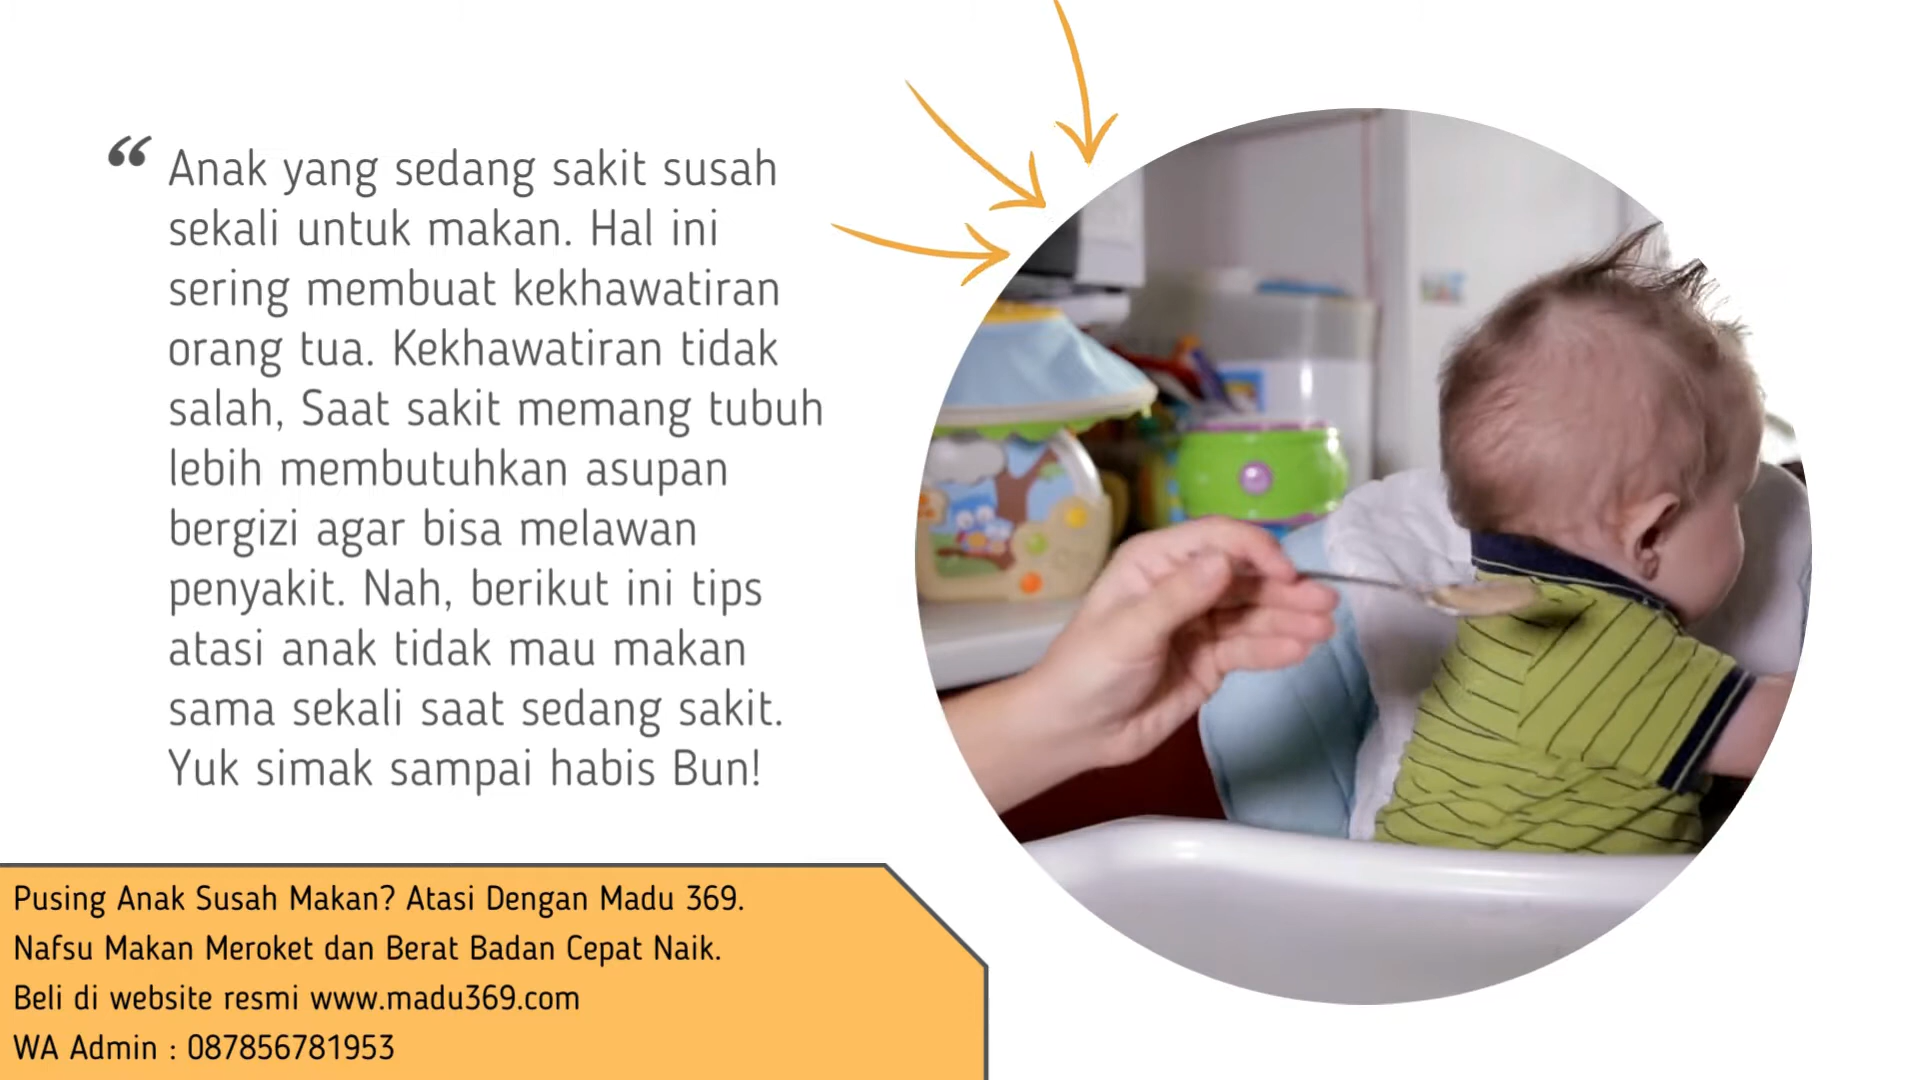 “ Anak yang sedang sakit susah
sekali untuk makan. Hal ini
sering membuat kekhawatiran
orang tua. Kekhawatiran tidak
salah, Saat sakit memang tubuh
lebih membutuhkan asupan
bergizi agar bisa melawan
penyakit. Nah, berikut ini tips
atasi anak tidak mau makan
sama sekali saat sedang sakit.
Yuk simak sampai habis Bun!
Pusing Anak Susah Makan? Atasi Dengan Madu 369.
Nafsu Makan Meroket dan Berat Badan Cepat Naik.
Beli di website resmi www.madu369.com
WA Admin : 087856781953